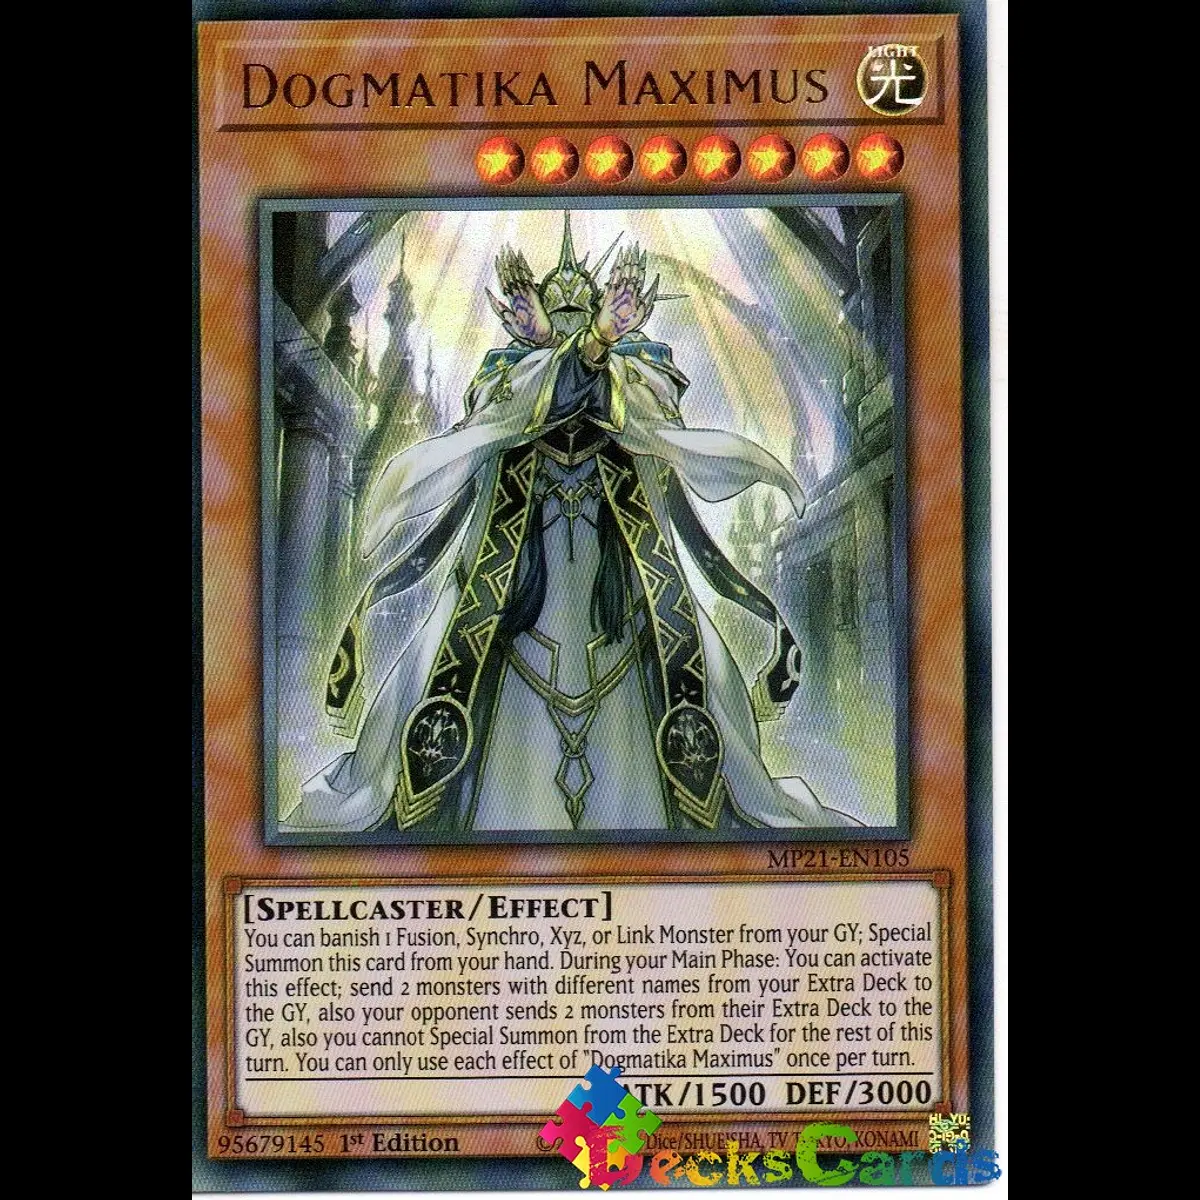 LIGHT
光
DOGMATIKA MAXIMUS
MP21-EN105
[SPELLCASTER/EFFECT]
You can banish 1 Fusion, Synchro, Xyz, or Link Monster from your GY; Special
Summon this card from your hand. During your Main Phase: You can activate
this effect; send 2 monsters with different names from your Extra Deck to
the GY, also your opponent sends 2 monsters from their Extra Deck to the
GY, also you cannot Special Summon from the Extra Deck for the rest of this
turn. You can only use each effect of "Dogmatika Maximus" once per turn.
ATK/1500 DEF/3000
95679145 1st Edition
Dice/SHUEISHA, TV TOKYO, KONAMI
DecksCards